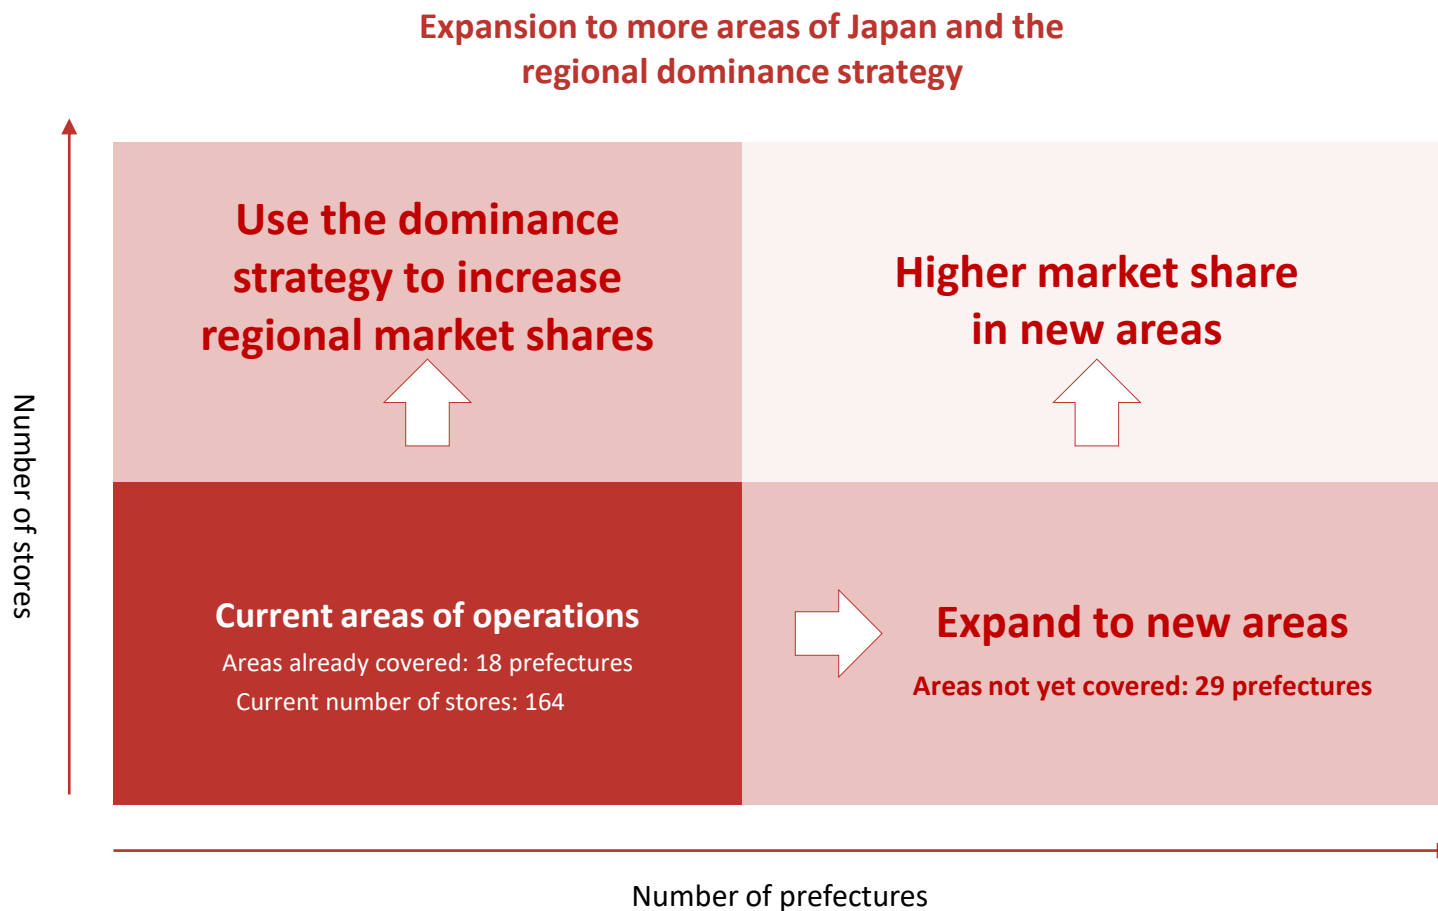 Expansion to more areas of Japan and the
regional dominance strategy
Use the dominance
strategy to increase
regional market shares
Higher market share
in new areas
Number of stores
Current areas of operations
Areas already covered: 18 prefectures
Current number of stores: 164
Expand to new areas
Areas not yet covered: 29 prefectures
Number of prefectures